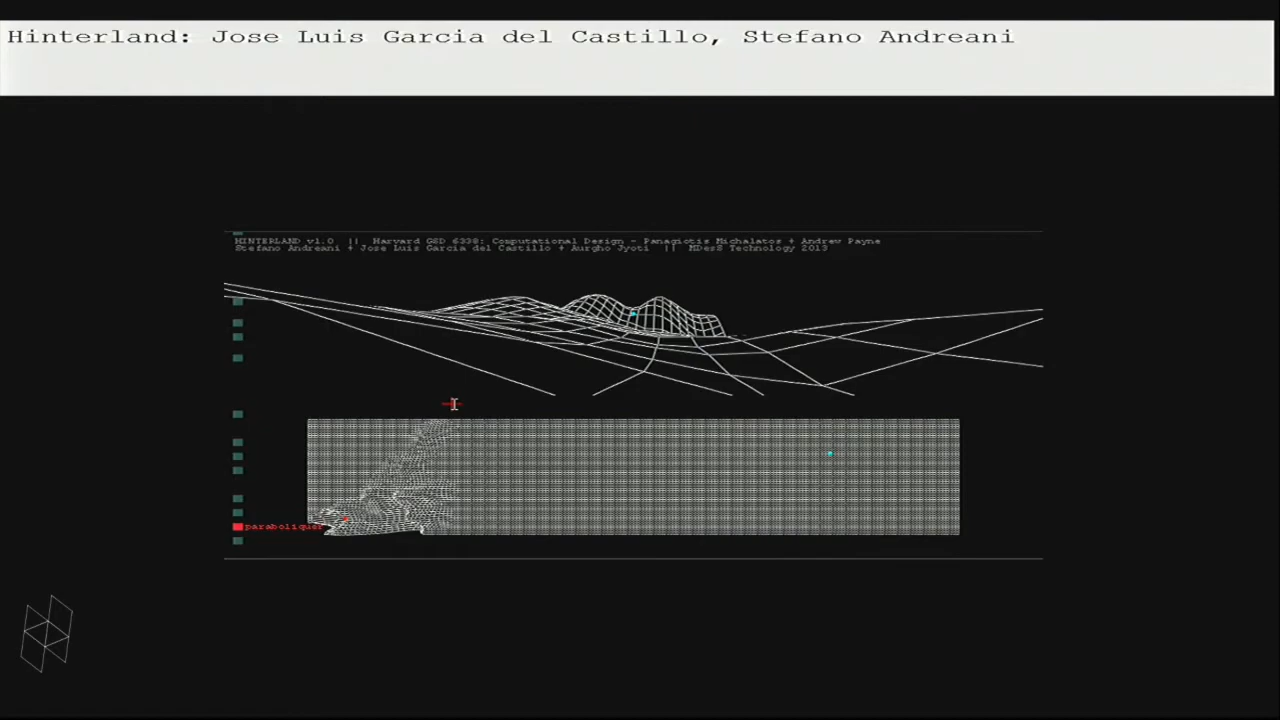 Hinterland: Jose Luis Garcia del Castillo, Stefano Andreani
HINTERLAND v1.0 || Harvard GSD 6338: Computational Design - Panagiotis Michalatos + Andrew Payne
Stefano Andreani + Jose Luis Garcia del Castillo + Aurgho Jyoti || MDesS Technology 2013
paraboliquer